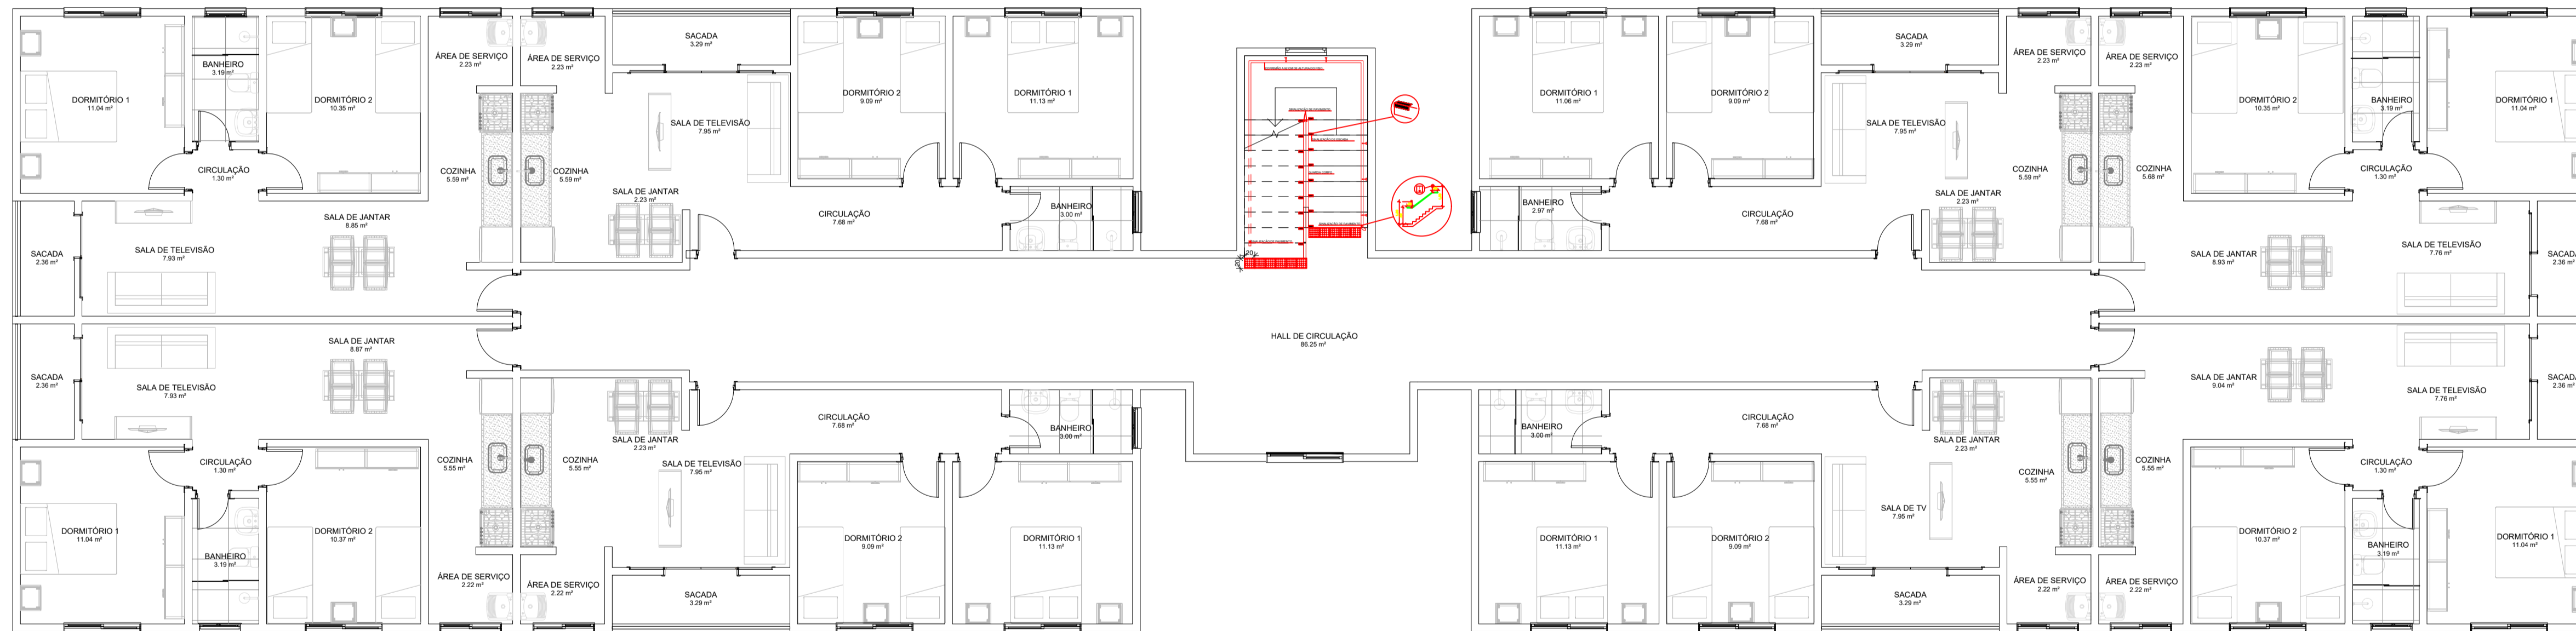 DORMITÓRIO 1
11.04 m²
BANHEIRO
3.19 m²
DORMITÓRIO 2
10.35 m²
ÁREA DE SERVIÇO
2.23 m²
ÁREA DE SERVIÇO
2.23 m²
SACADA
3.29 m²
DORMITÓRIO 2
9.09 m²
DORMITÓRIO 1
11.13 m²
CIRCULAÇÃO
1.30 m²
COZINHA
5.59 m²
COZINHA
5.59 m²
SALA DE TELEVISÃO
7.95 m²
SALA DE JANTAR
2.23 m²
CIRCULAÇÃO
7.68 m²
BANHEIRO
3.00 m²
SALA DE JANTAR
8.85 m²
SALA DE TELEVISÃO
7.93 m²
SACADA
2.36 m²
20
20
DORMITÓRIO 1
11.06 m²
DORMITÓRIO 2
9.09 m²
SACADA
3.29 m²
ÁREA DE SERVIÇO
2.23 m²
ÁREA DE SERVIÇO
2.23 m²
DORMITÓRIO 2
10.35 m²
BANHEIRO
3.19 m²
DORMITÓRIO 1
11.04 m²
SALA DE TELEVISÃO
7.95 m²
COZINHA
5.59 m²
COZINHA
5.68 m²
CIRCULAÇÃO
1.30 m²
BANHEIRO
2.97 m²
CIRCULAÇÃO
7.68 m²
SALA DE JANTAR
2.23 m²
SALA DE JANTAR
8.93 m²
SALA DE TELEVISÃO
7.76 m²
SACADA
2.36 m²
HALL DE CIRCULAÇÃO
86.25 m²
SACADA
2.36 m²
SALA DE TELEVISÃO
7.93 m²
SALA DE JANTAR
8.87 m²
CIRCULAÇÃO
1.30 m²
COZINHA
5.55 m²
COZINHA
5.55 m²
SALA DE JANTAR
2.23 m²
SALA DE TELEVISÃO
7.95 m²
CIRCULAÇÃO
7.68 m²
BANHEIRO
3.00 m²
DORMITÓRIO 1
11.04 m²
BANHEIRO
3.19 m²
DORMITÓRIO 2
10.37 m²
ÁREA DE SERVIÇO
2.22 m²
ÁREA DE SERVIÇO
2.22 m²
SACADA
3.29 m²
DORMITÓRIO 2
9.09 m²
DORMITÓRIO 1
11.13 m²
BANHEIRO
3.00 m²
CIRCULAÇÃO
7.68 m²
SALA DE JANTAR
2.23 m²
COZINHA
5.55 m²
COZINHA
5.55 m²
SALA DE JANTAR
9.04 m²
SALA DE TELEVISÃO
7.76 m²
SACADA
2.36 m²
CIRCULAÇÃO
1.30 m²
DORMITÓRIO 1
11.13 m²
DORMITÓRIO 2
9.09 m²
SALA DE TV
7.95 m²
SACADA
3.29 m²
ÁREA DE SERVIÇO
2.22 m²
ÁREA DE SERVIÇO
2.22 m²
DORMITÓRIO 2
10.37 m²
BANHEIRO
3.19 m²
DORMITÓRIO 1
11.04 m²